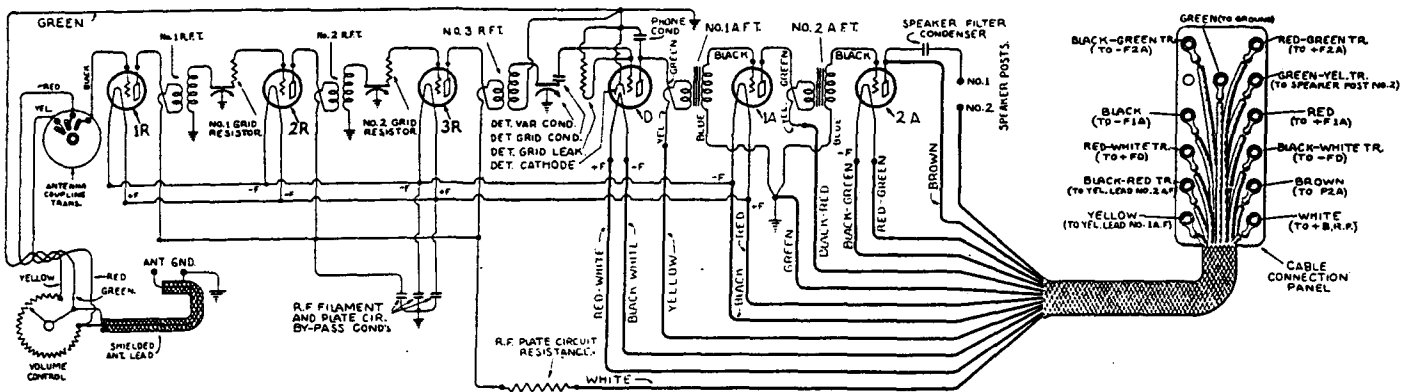 GREEN
No. 1 R.F.T.
No. 2 R.F.T.
NO. 3 R.F.T.
PHONE
COND
NO. 1 A.F.T.
NO. 2 A.F.T.
SPEAKER FILTER
CONDENSER
GREEN (TO GROUND)
BLACK
RED
YEL.
GREEN
BLACK
GREEN
BLACK
NO.1
NO.2
SPEAKER POSTS.
1R
2R
3R
D
1A
2A
NO. 1 GRID
RESISTOR
NO. 2 GRID
RESISTOR
DET. VAR COND.
DET. GRID COND.
DET. GRID LEAK
DET. CATHODE
YEL
BLUE
YEL.
BLUE
ANTENNA
COUPLING
TRANS.
-F
+F
-F
+F
+F
-F
-F
+F
-F
RED-WHITE
BLACK WHITE
YELLOW
BLACK
RED
GREEN
BLACK-RED
BLACK-GREEN
RED-GREEN
BROWN
YELLOW
RED
GREEN.
ANT GND.
SHIELDED
ANT. LEAD
VOLUME
CONTROL
R.F. FILAMENT
AND PLATE CIR.
BY-PASS COND'S
R.F. PLATE CIRCUIT
RESISTANCE.
WHITE
BLACK-GREEN TR.
(TO -F2A)
RED-GREEN TR.
(TO +F2A)
GREEN-YEL. TR.
(TO SPEAKER POST NO.2)
BLACK
(TO -F1A)
RED
(TO +F1A)
RED-WHITE TR.
(TO +FD)
BLACK-WHITE TR.
(TO -FD)
BLACK-RED TR.
(TO YEL. LEAD NO. 2 A.F)
BROWN
(TO P2A)
YELLOW
(TO YEL. LEAD NO. 1 A.F)
WHITE
(TO +B, R.F.)
CABLE
CONNECTION
PANEL